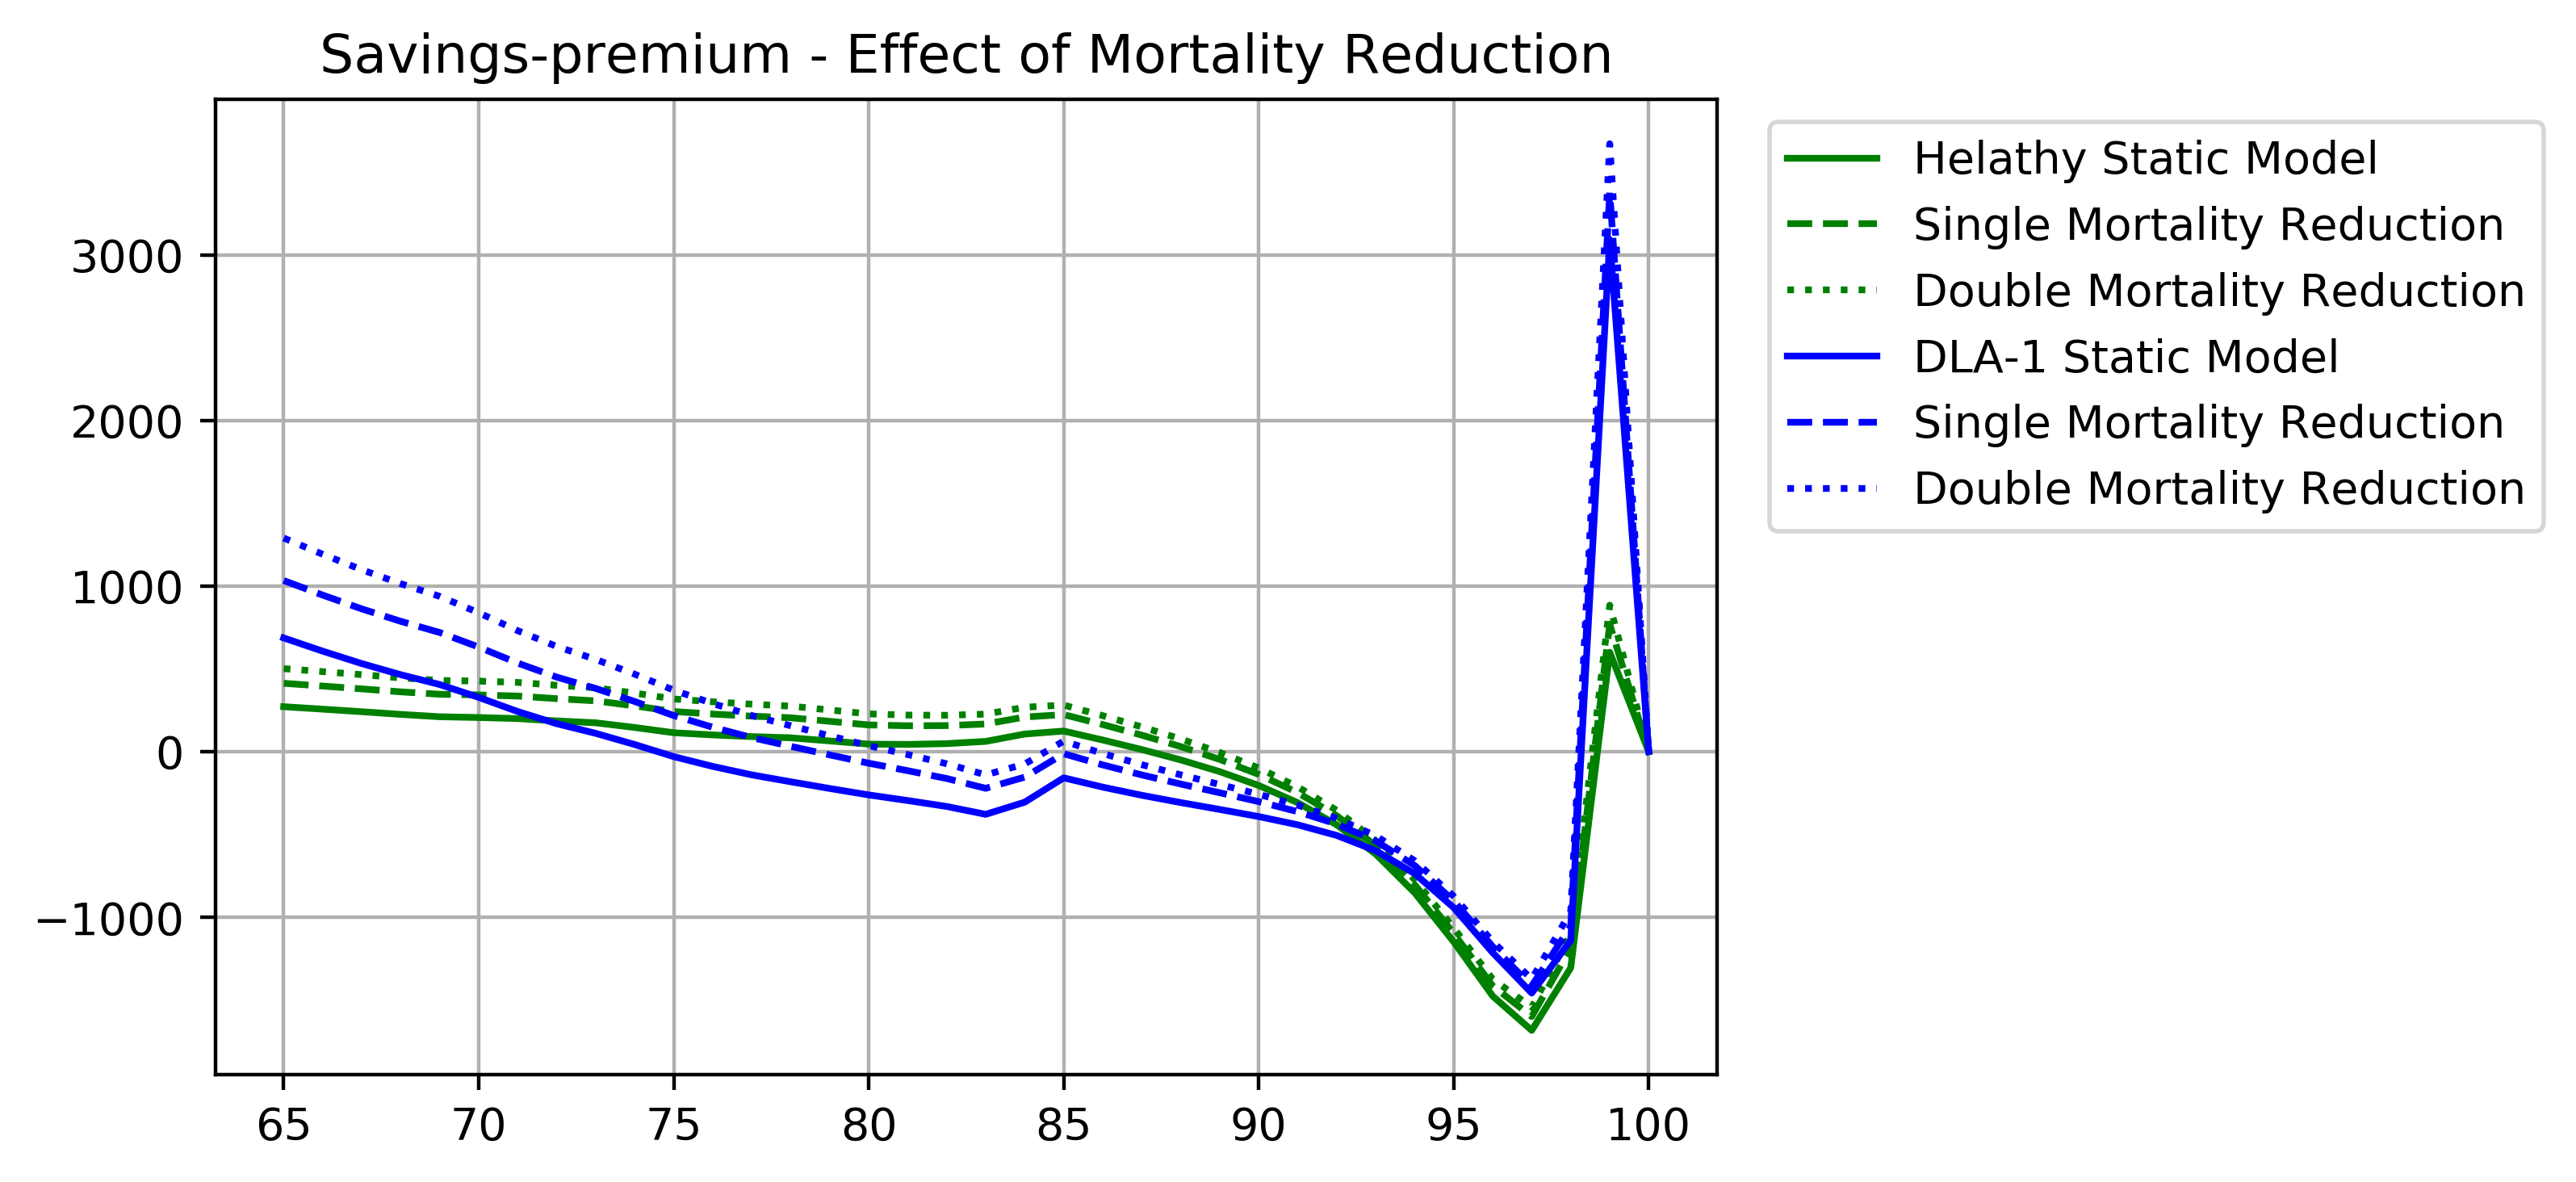 Savings-premium - Effect of Mortality Reduction
3000
2000
1000
0
−1000
65 70 75 80 85 90 95 100
Helathy Static Model
Single Mortality Reduction
Double Mortality Reduction
DLA-1 Static Model
Single Mortality Reduction
Double Mortality Reduction